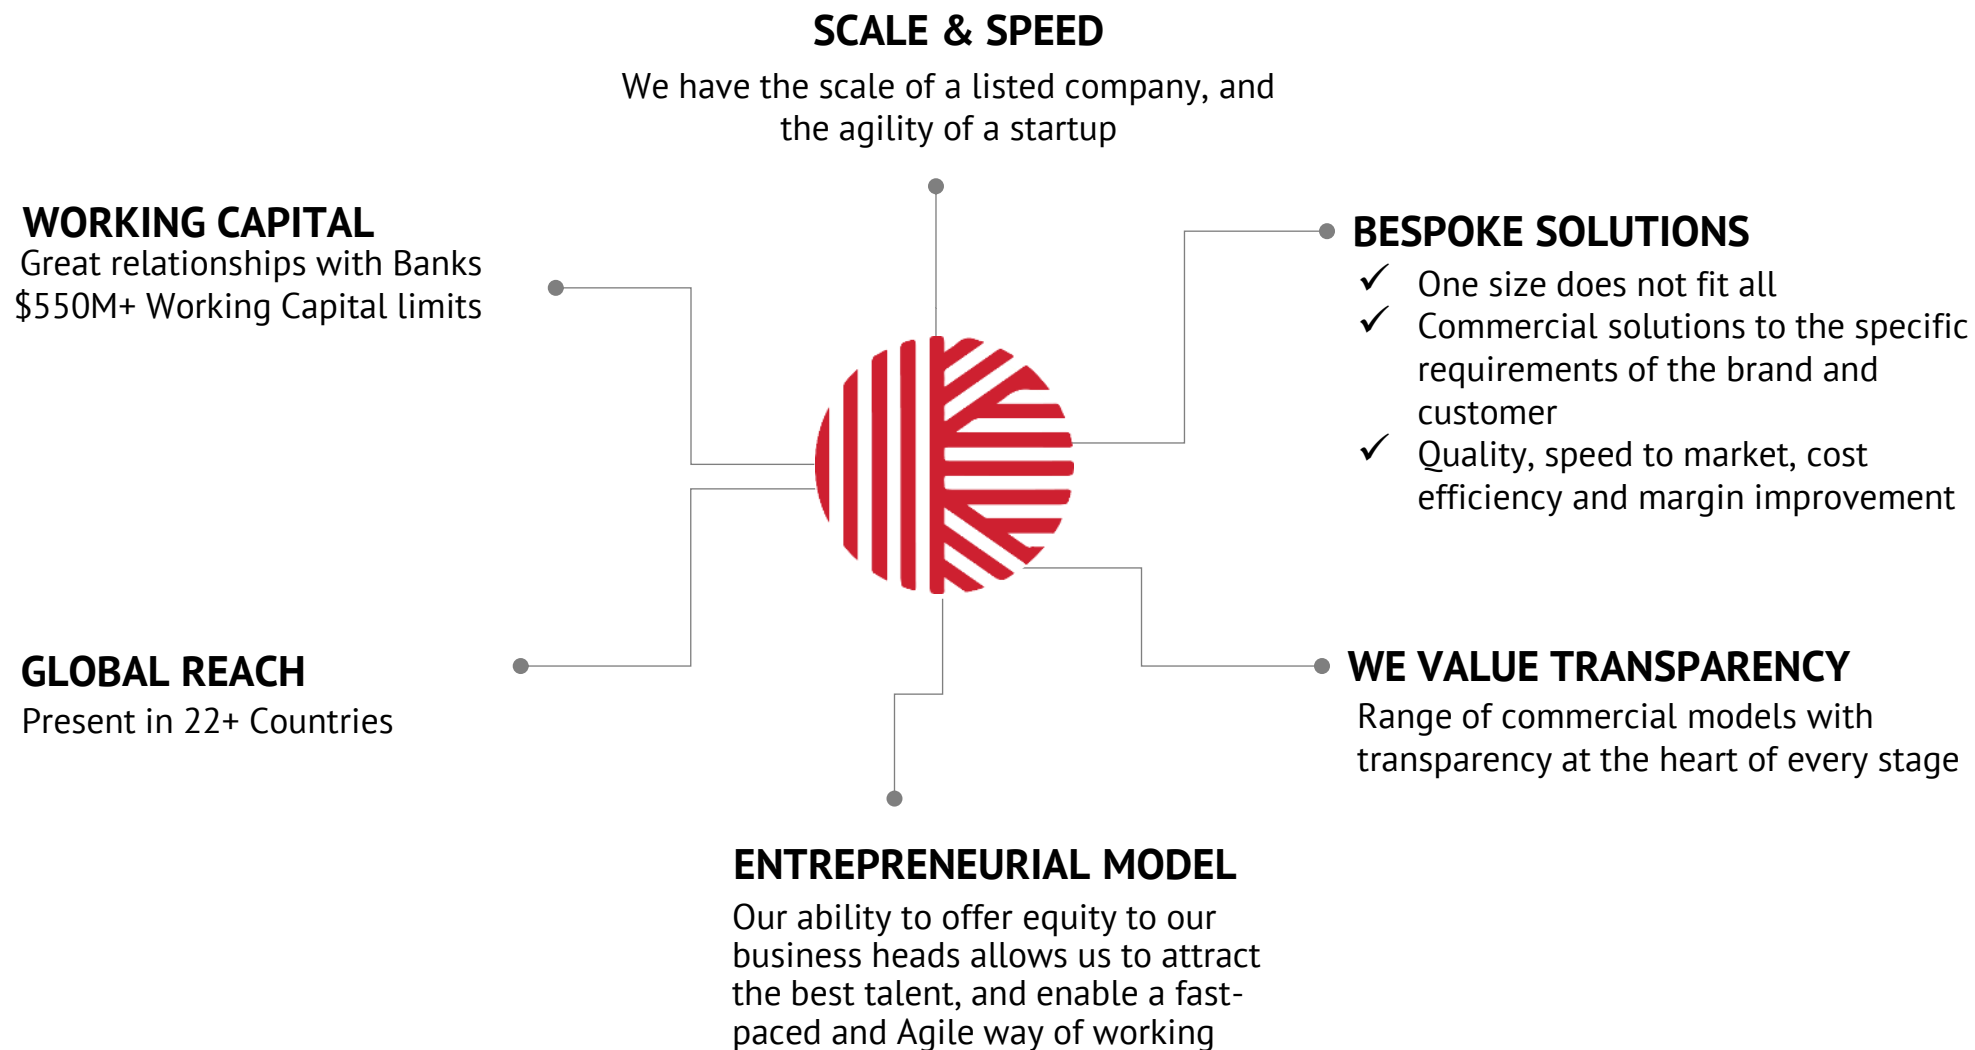 SCALE & SPEED
We have the scale of a listed company, and
the agility of a startup
WORKING CAPITAL
Great relationships with Banks
$550M+ Working Capital limits
BESPOKE SOLUTIONS
✓ One size does not fit all
✓ Commercial solutions to the specific
requirements of the brand and
customer
✓ Quality, speed to market, cost
efficiency and margin improvement
GLOBAL REACH
Present in 22+ Countries
WE VALUE TRANSPARENCY
Range of commercial models with
transparency at the heart of every stage
ENTREPRENEURIAL MODEL
Our ability to offer equity to our
business heads allows us to attract
the best talent, and enable a fast-
paced and Agile way of working